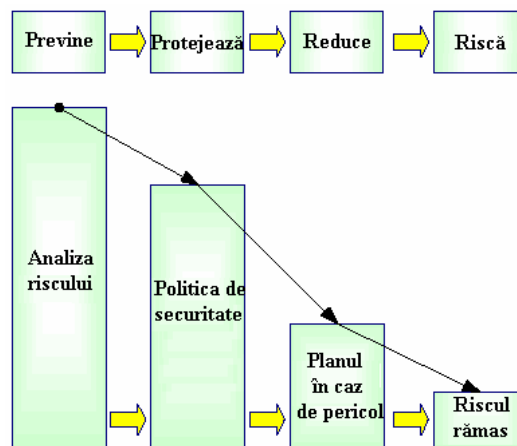 Previne
Protejează
Reduce
Riscă
Analiza
riscului
Politica de
securitate
Planul
în caz
de pericol
Riscul
rămas